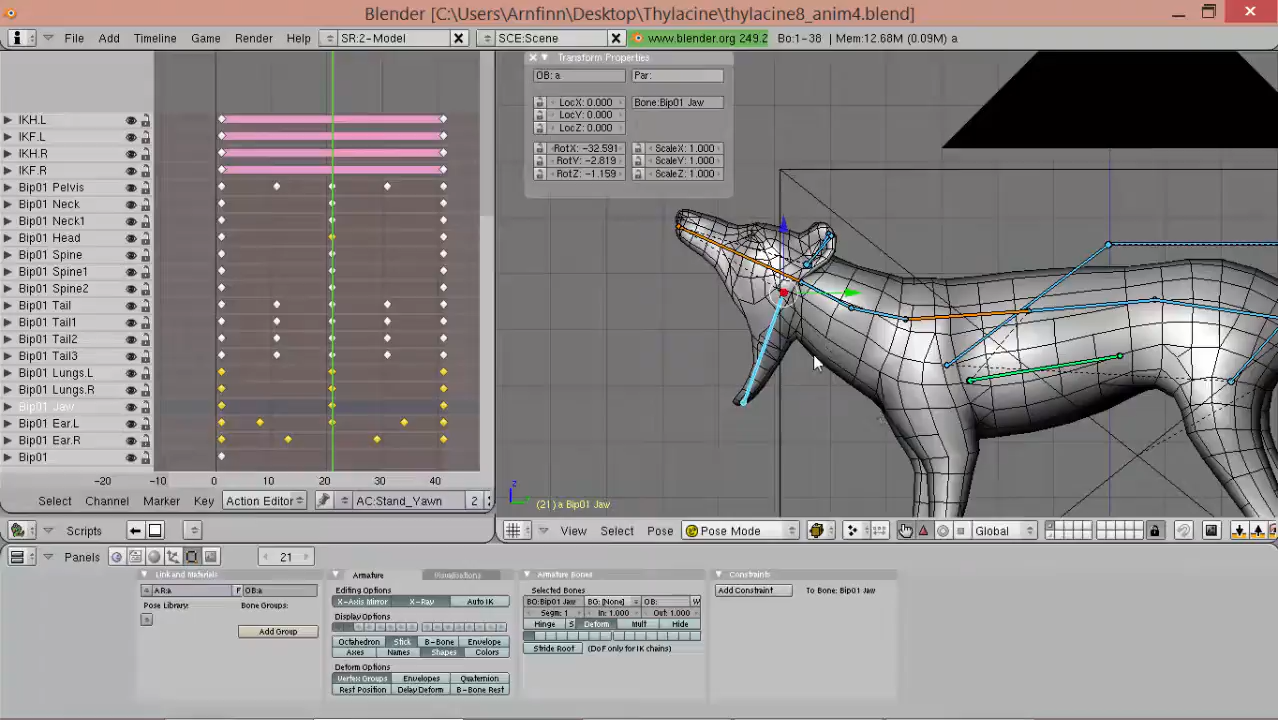 Blender [C:\Users\Arnfinn\Desktop\Thylacine\thylacine8_anim4.blend]
File Add Timeline Game Render Help SR:2-Model SCE:Scene www.blender.org 249.2 Bo:1-38 | Mem:12.68M (0.09M) a
Transform Properties
OB: a Par:
LocX: 0.000 Bone:Bip01 Jaw
LocY: 0.000
LocZ: 0.000
RotX: -32.591 ScaleX: 1.000
RotY: -2.819 ScaleY: 1.000
RotZ: -1.159 ScaleZ: 1.000
IKH.L
IKF.L
IKH.R
IKF.R
Bip01 Pelvis
Bip01 Neck
Bip01 Neck1
Bip01 Head
Bip01 Spine
Bip01 Spine1
Bip01 Spine2
Bip01 Tail
Bip01 Tail1
Bip01 Tail2
Bip01 Tail3
Bip01 Lungs.L
Bip01 Lungs.R
Bip01 Jaw
Bip01 Ear.L
Bip01 Ear.R
Bip01
-20 -10 0 10 20 30 40
Select Channel Marker Key Action Editor AC:Stand_Yawn 2
z
(21) a Bip01 Jaw
Scripts
View Select Pose Pose Mode Global
Panels 21
Link and Materials
AR:a F OB:a
Pose Library: Bone Groups:
Add Group
Armature Visualisations
Editing Options
X-Axis Mirror X-Ray Auto IK
Display Options
Octahedron Stick B-Bone Envelope
Axes Names Shapes Colors
Deform Options
Vertex Groups Envelopes Quaternion
Rest Position Delay Deform B-Bone Rest
Armature Bones
Selected Bones
BO:Bip01 Jaw BG: [None] OB: W
Segm: 1 In: 1.000 Out: 1.000
Hinge S Deform Mult Hide
Stride Root (DoF only for IK chains)
Constraints
Add Constraint To Bone: Bip01 Jaw